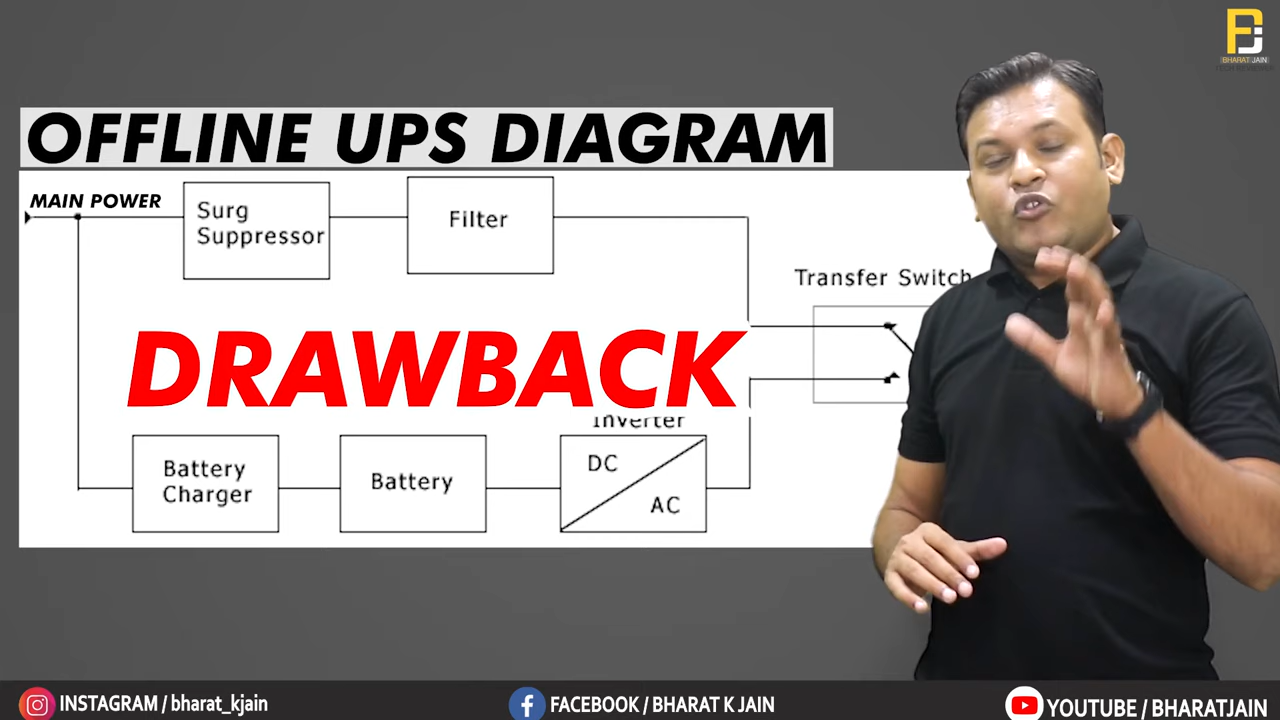 BHARAT JAIN
OFFLINE UPS DIAGRAM
MAIN POWER
Surg
Suppressor
Filter
Transfer Switch
DRAWBACK
Inverter
Battery
Charger
Battery
DC
AC
INSTAGRAM / bharat_kjain
FACEBOOK / BHARAT K JAIN
YOUTUBE / BHARATJAIN